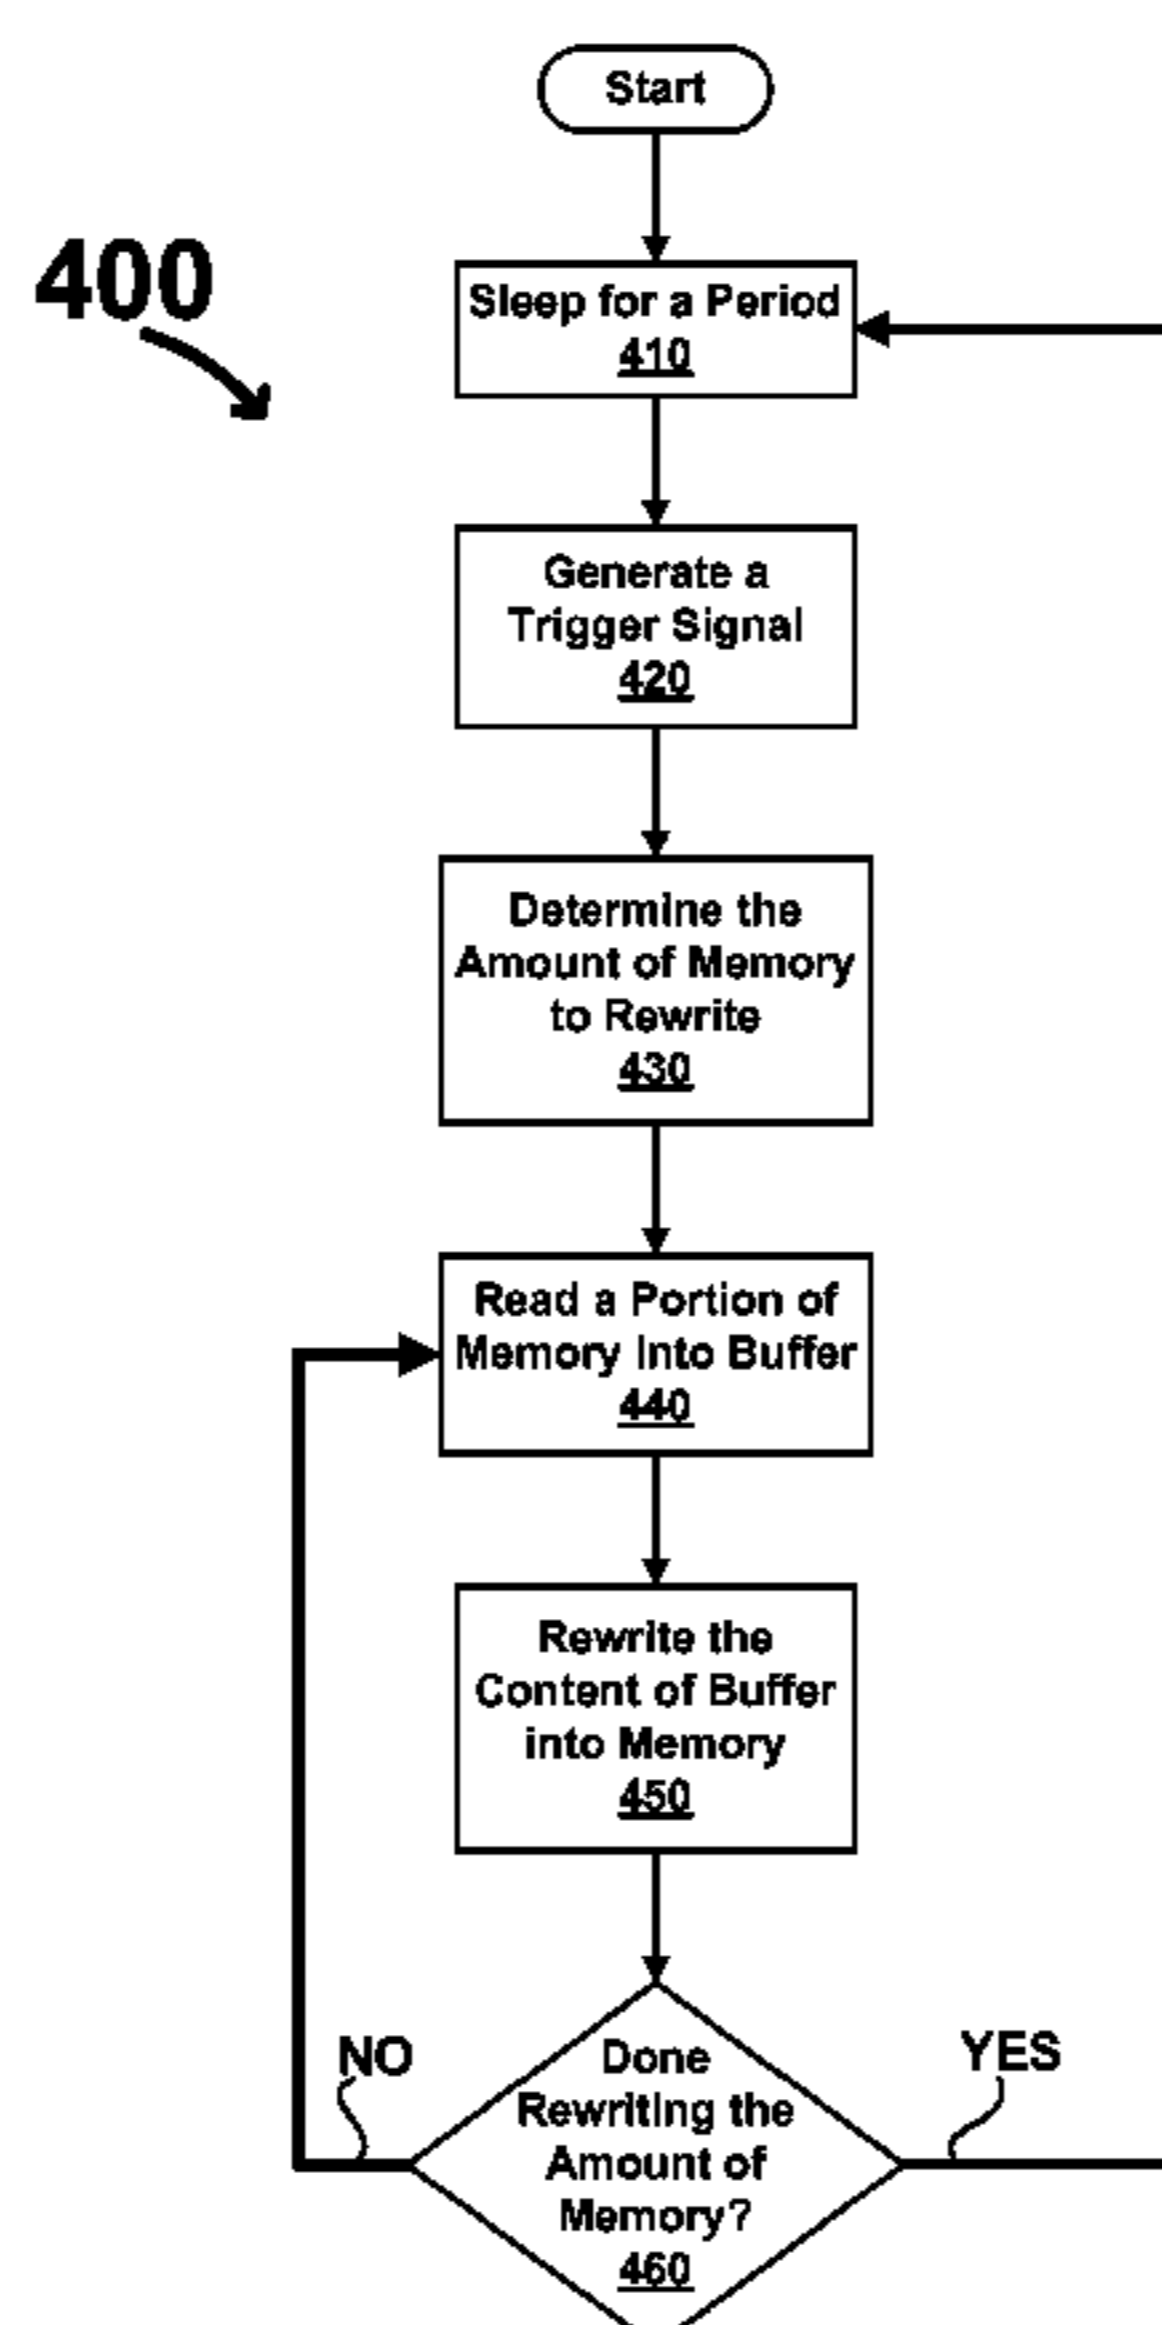 Start
400
Sleep for a Period
410
Generate a
Trigger Signal
420
Determine the
Amount of Memory
to Rewrite
430
Read a Portion of
Memory into Buffer
440
Rewrite the
Content of Buffer
into Memory
450
NO
YES
Done
Rewriting the
Amount of
Memory?
460